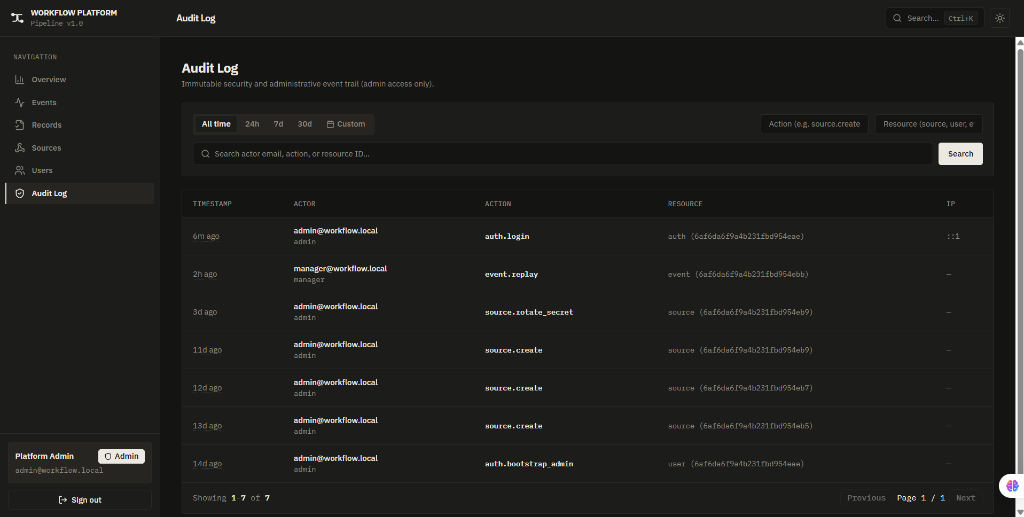 WORKFLOW PLATFORM
Pipeline v1.0
Audit Log
Search...
Ctrl+K
NAVIGATION
Overview
Events
Records
Sources
Users
Audit Log
Audit Log
Immutable security and administrative event trail (admin access only).
All time 24h 7d 30d Custom
Action (e.g. source.create
Resource (source, user, e
Search actor email, action, or resource ID...
Search
TIMESTAMP ACTOR ACTION RESOURCE IP
6m ago admin@workflow.local auth.login auth (6af6da6f9a4b231fbd954eae) ::1
admin
2h ago manager@workflow.local event.replay event (6af6da6f9a4b231fbd954ebb) —
manager
3d ago admin@workflow.local source.rotate_secret source (6af6da6f9a4b231fbd954eb9) —
admin
11d ago admin@workflow.local source.create source (6af6da6f9a4b231fbd954eb9) —
admin
12d ago admin@workflow.local source.create source (6af6da6f9a4b231fbd954eb7) —
admin
13d ago admin@workflow.local source.create source (6af6da6f9a4b231fbd954eb5) —
admin
14d ago admin@workflow.local auth.bootstrap_admin user (6af6da6f9a4b231fbd954eae) —
admin
Showing 1-7 of 7
Previous Page 1 / 1 Next
Platform Admin
Admin
admin@workflow.local
Sign out